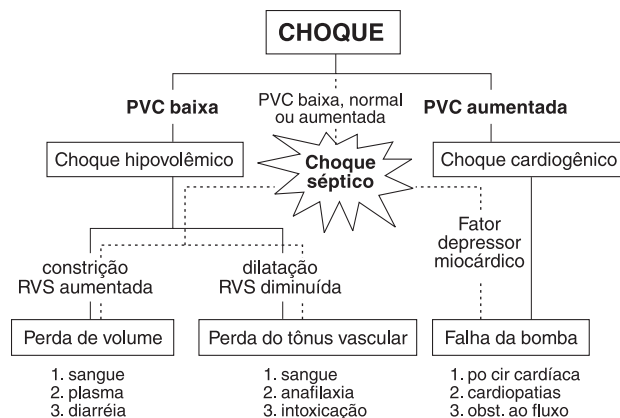 CHOQUE
PVC baixa
PVC baixa, normal
ou aumentada
PVC aumentada
Choque hipovolêmico
Choque
séptico
Choque cardiogênico
Fator
depressor
miocárdico
constrição
RVS aumentada
dilatação
RVS diminuída
Perda de volume
Perda do tônus vascular
Falha da bomba
1. sangue
2. plasma
3. diarréia
1. sangue
2. anafilaxia
3. intoxicação
1. po cir cardíaca
2. cardiopatias
3. obst. ao fluxo